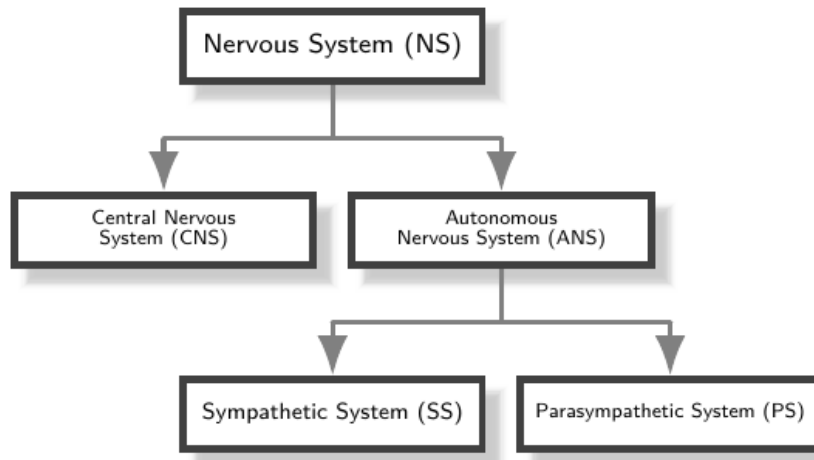 Nervous System (NS)
Central Nervous
System (CNS)
Autonomous
Nervous System (ANS)
Sympathetic System (SS)
Parasympathetic System (PS)